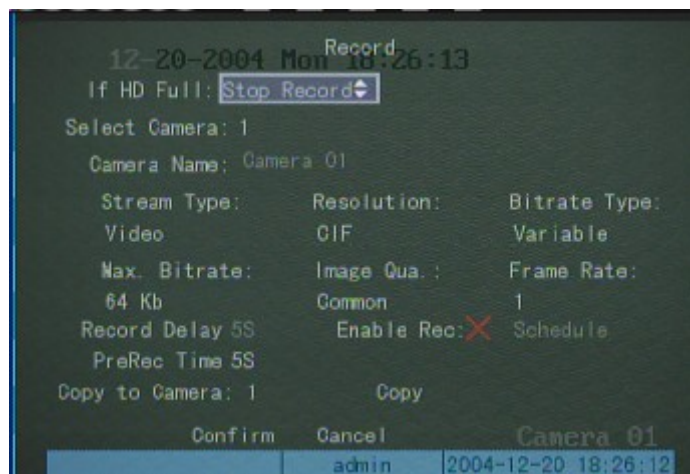 Record
12-20-2004 Mon 18:26:13
If HD Full: Stop Record
Select Camera: 1
Camera Name: Camera 01
Stream Type: Resolution: Bitrate Type:
Video CIF Variable
Max. Bitrate: Image Qua.: Frame Rate:
64 Kb Common 1
Record Delay 5S Enable Rec: Schedule
PreRec Time 5S
Copy to Camera: 1 Copy
Confirm Cancel Camera 01
admin 2004-12-20 18:26:12